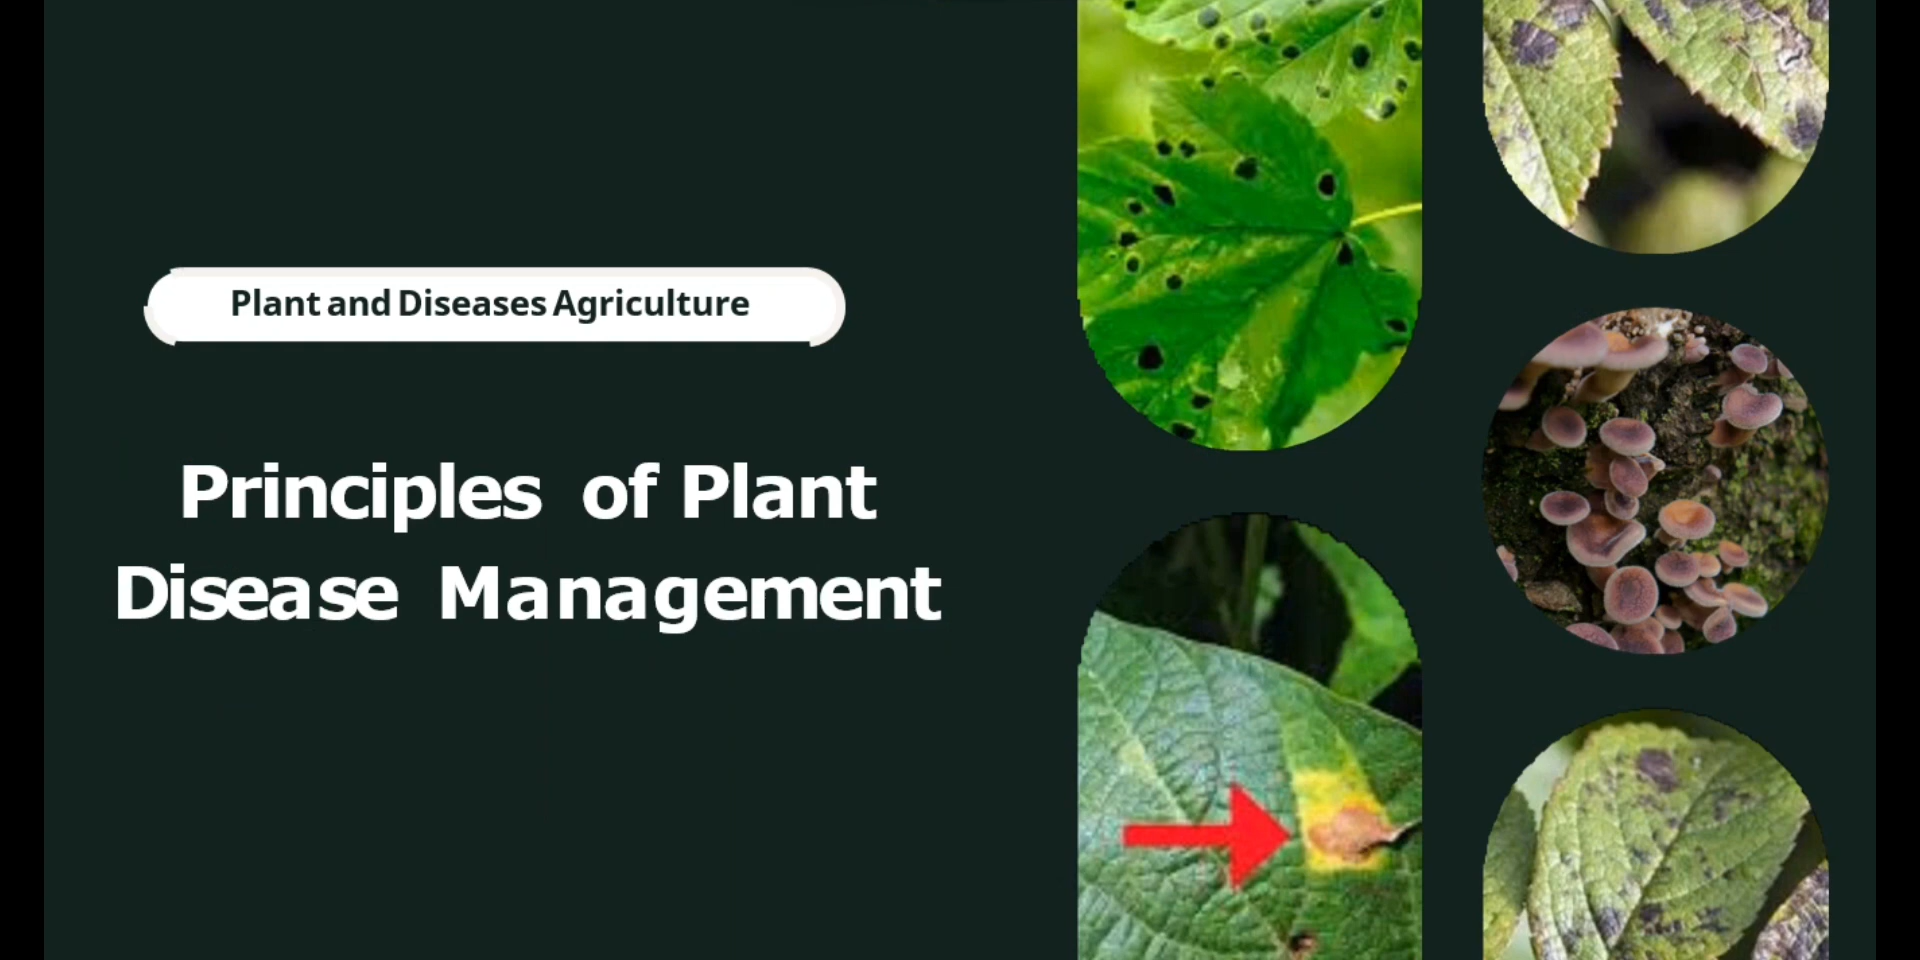 Plant and Diseases Agriculture
Principles of Plant
Disease Management